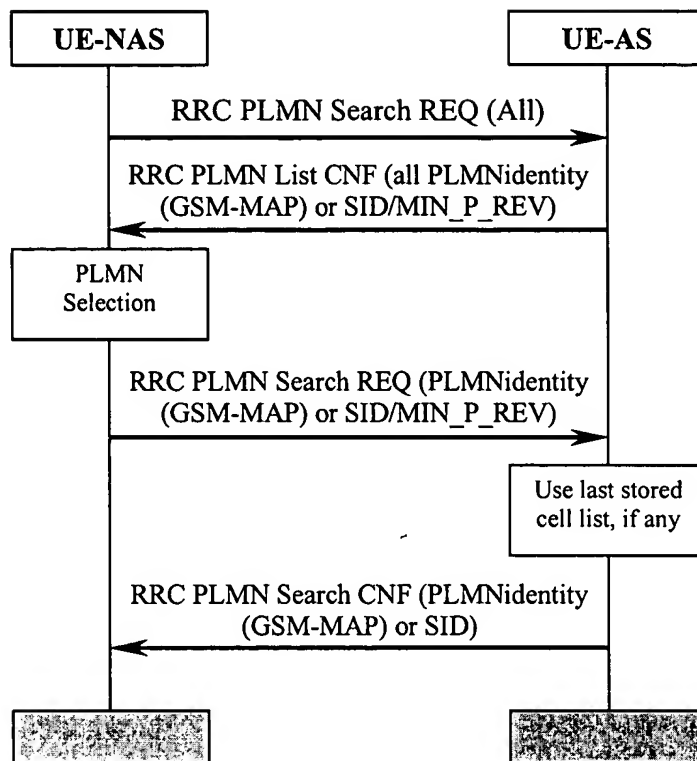 UE-NAS
UE-AS
RRC PLMN Search REQ (All)
RRC PLMN List CNF (all PLMNidentity
(GSM-MAP) or SID/MIN_P_REV)
PLMN
Selection
RRC PLMN Search REQ (PLMNidentity
(GSM-MAP) or SID/MIN_P_REV)
Use last stored
cell list, if any
RRC PLMN Search CNF (PLMNidentity
(GSM-MAP) or SID)